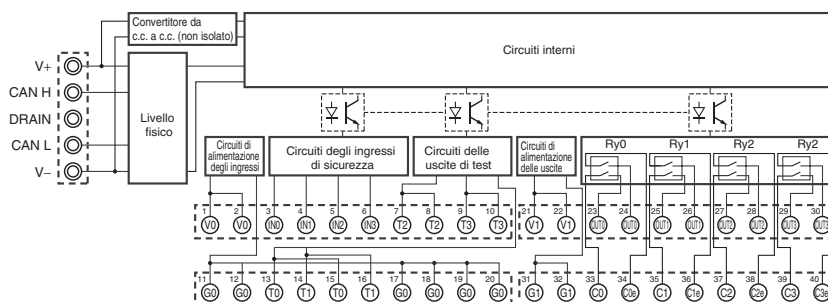 Convertitore da
c.c. a c.c. (non isolato)
Circuiti interni
V+
CAN H
DRAIN
CAN L
V–
Livello
fisico
Circuiti di
alimentazione
degli ingressi
Circuiti degli ingressi
di sicurezza
Circuiti delle
uscite di test
Circuiti di
alimentazione
delle uscite
Ry0 Ry1 Ry2 Ry2
1 2 3 4 5 6 7 8 9 10 21 22 23 24 25 26 27 28 29 30
V0 V0 IN0 IN1 IN2 IN3 T2 T2 T3 T3 V1 V1 OUT0 OUT0 OUT1 OUT1 OUT2 OUT2 OUT3 OUT3
11 12 13 14 15 16 17 18 19 20 31 32 33 34 35 36 37 38 39 40
G0 G0 T0 T1 T0 T1 G0 G0 G0 G0 G1 G1 C0 C0e C1 C1e C2 C2e C3 C3e